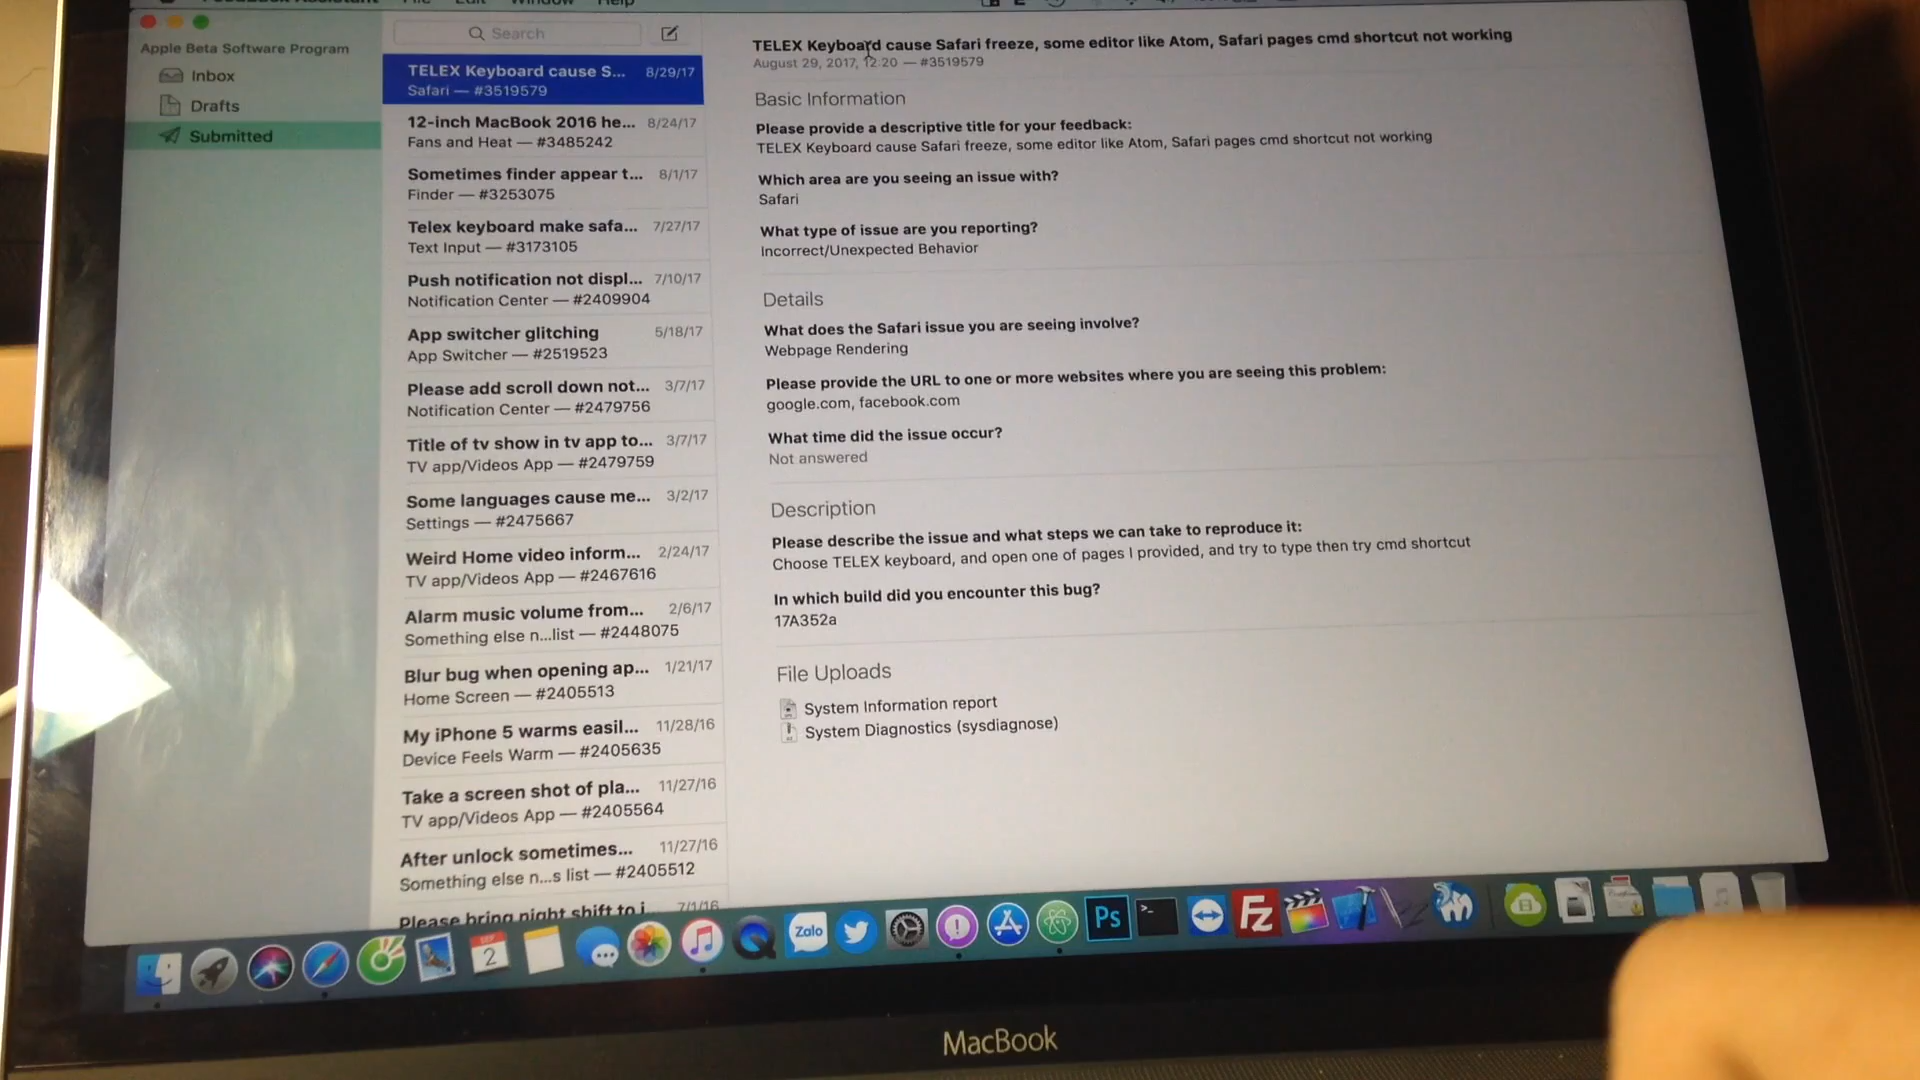 File Edit Window Help
Apple Beta Software Program
Inbox
Drafts
Submitted
Search
TELEX Keyboard cause S... 8/29/17
Safari — #3519579
12-inch MacBook 2016 he... 8/24/17
Fans and Heat — #3485242
Sometimes finder appear t... 8/1/17
Finder — #3253075
Telex keyboard make safa... 7/27/17
Text Input — #3173105
Push notification not displ... 7/10/17
Notification Center — #2409904
App switcher glitching 5/18/17
App Switcher — #2519523
Please add scroll down not... 3/7/17
Notification Center — #2479756
Title of tv show in tv app to... 3/7/17
TV app/Videos App — #2479759
Some languages cause me... 3/2/17
Settings — #2475667
Weird Home video inform... 2/24/17
TV app/Videos App — #2467616
Alarm music volume from... 2/6/17
Something else n...list — #2448075
Blur bug when opening ap... 1/21/17
Home Screen — #2405513
My iPhone 5 warms easil... 11/28/16
Device Feels Warm — #2405635
Take a screen shot of pla... 11/27/16
TV app/Videos App — #2405564
After unlock sometimes... 11/27/16
Something else n...s list — #2405512
Please bring night shift to i... 7/1/16
TELEX Keyboard cause Safari freeze, some editor like Atom, Safari pages cmd shortcut not working
August 29, 2017, 12:20 — #3519579
Basic Information
Please provide a descriptive title for your feedback:
TELEX Keyboard cause Safari freeze, some editor like Atom, Safari pages cmd shortcut not working
Which area are you seeing an issue with?
Safari
What type of issue are you reporting?
Incorrect/Unexpected Behavior
Details
What does the Safari issue you are seeing involve?
Webpage Rendering
Please provide the URL to one or more websites where you are seeing this problem:
google.com, facebook.com
What time did the issue occur?
Not answered
Description
Please describe the issue and what steps we can take to reproduce it:
Choose TELEX keyboard, and open one of pages I provided, and try to type then try cmd shortcut
In which build did you encounter this bug?
17A352a
File Uploads
System Information report
System Diagnostics (sysdiagnose)
SEP
2
Zalo
Ps
>_
Fz
MacBook